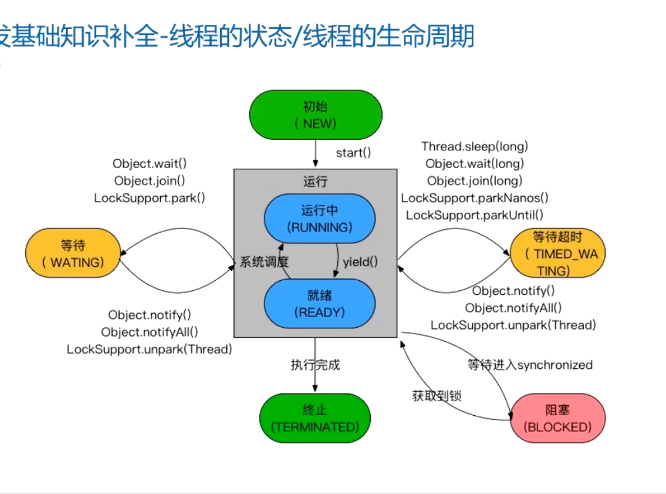 发基础知识补全-线程的状态/线程的生命周期
初始
( NEW)
start()
Object.wait()
Object.join()
LockSupport.park()
Thread.sleep(long)
Object.wait(long)
Object.join(long)
LockSupport.parkNanos()
LockSupport.parkUntil()
运行
运行中
(RUNNING)
等待
( WATING)
系统调度
yield()
等待超时
( TIMED_WA
TING)
就绪
(READY)
Object.notify()
Object.notifyAll()
LockSupport.unpark(Thread)
Object.notify()
Object.notifyAll()
LockSupport.unpark(Thread)
执行完成
等待进入synchronized
获取到锁
终止
(TERMINATED)
阻塞
(BLOCKED)